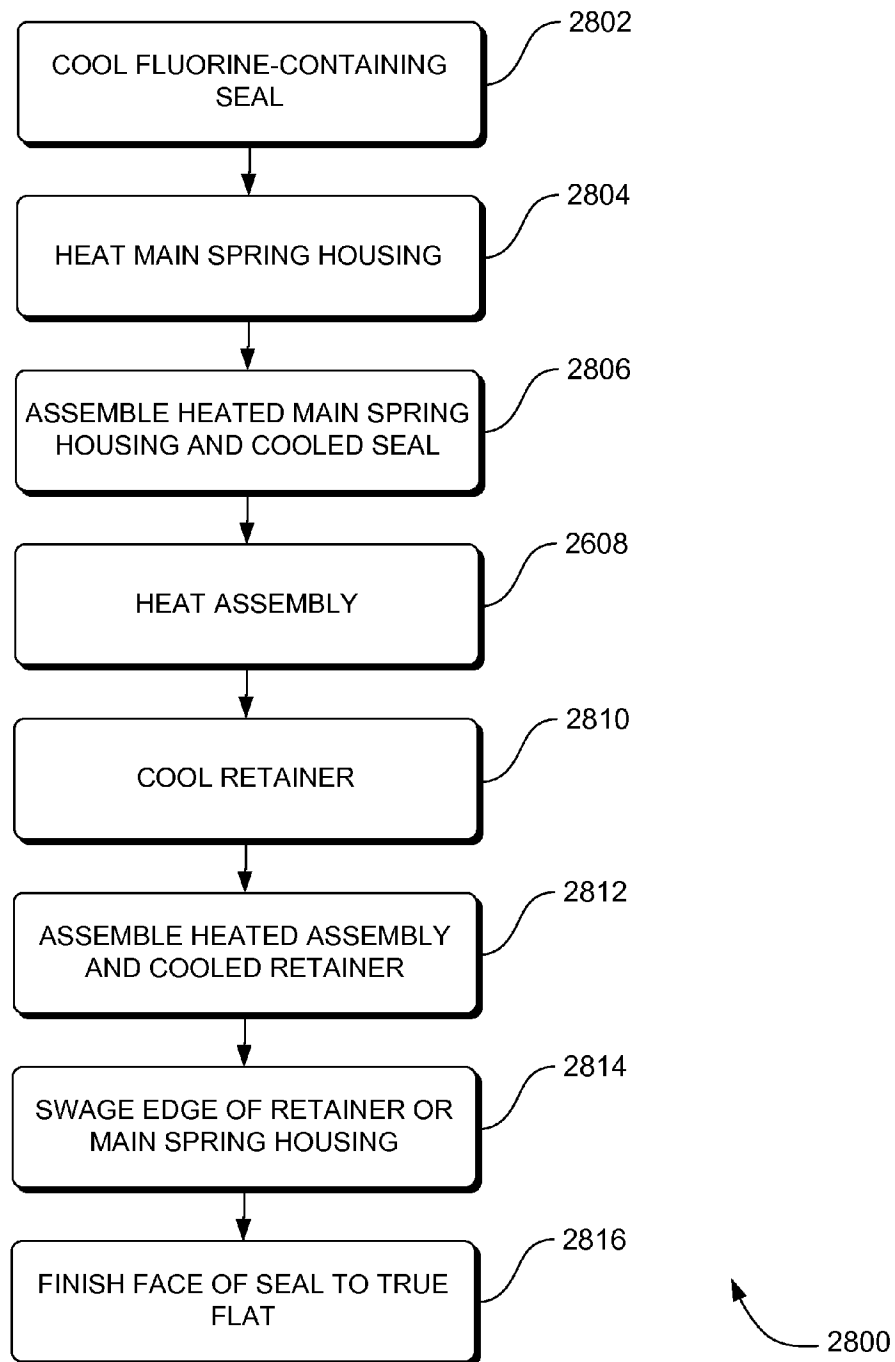 2802
COOL FLUORINE-CONTAINING
SEAL
2804
HEAT MAIN SPRING HOUSING
2806
ASSEMBLE HEATED MAIN SPRING
HOUSING AND COOLED SEAL
2608
HEAT ASSEMBLY
2810
COOL RETAINER
2812
ASSEMBLE HEATED ASSEMBLY
AND COOLED RETAINER
2814
SWAGE EDGE OF RETAINER OR
MAIN SPRING HOUSING
2816
FINISH FACE OF SEAL TO TRUE
FLAT
2800